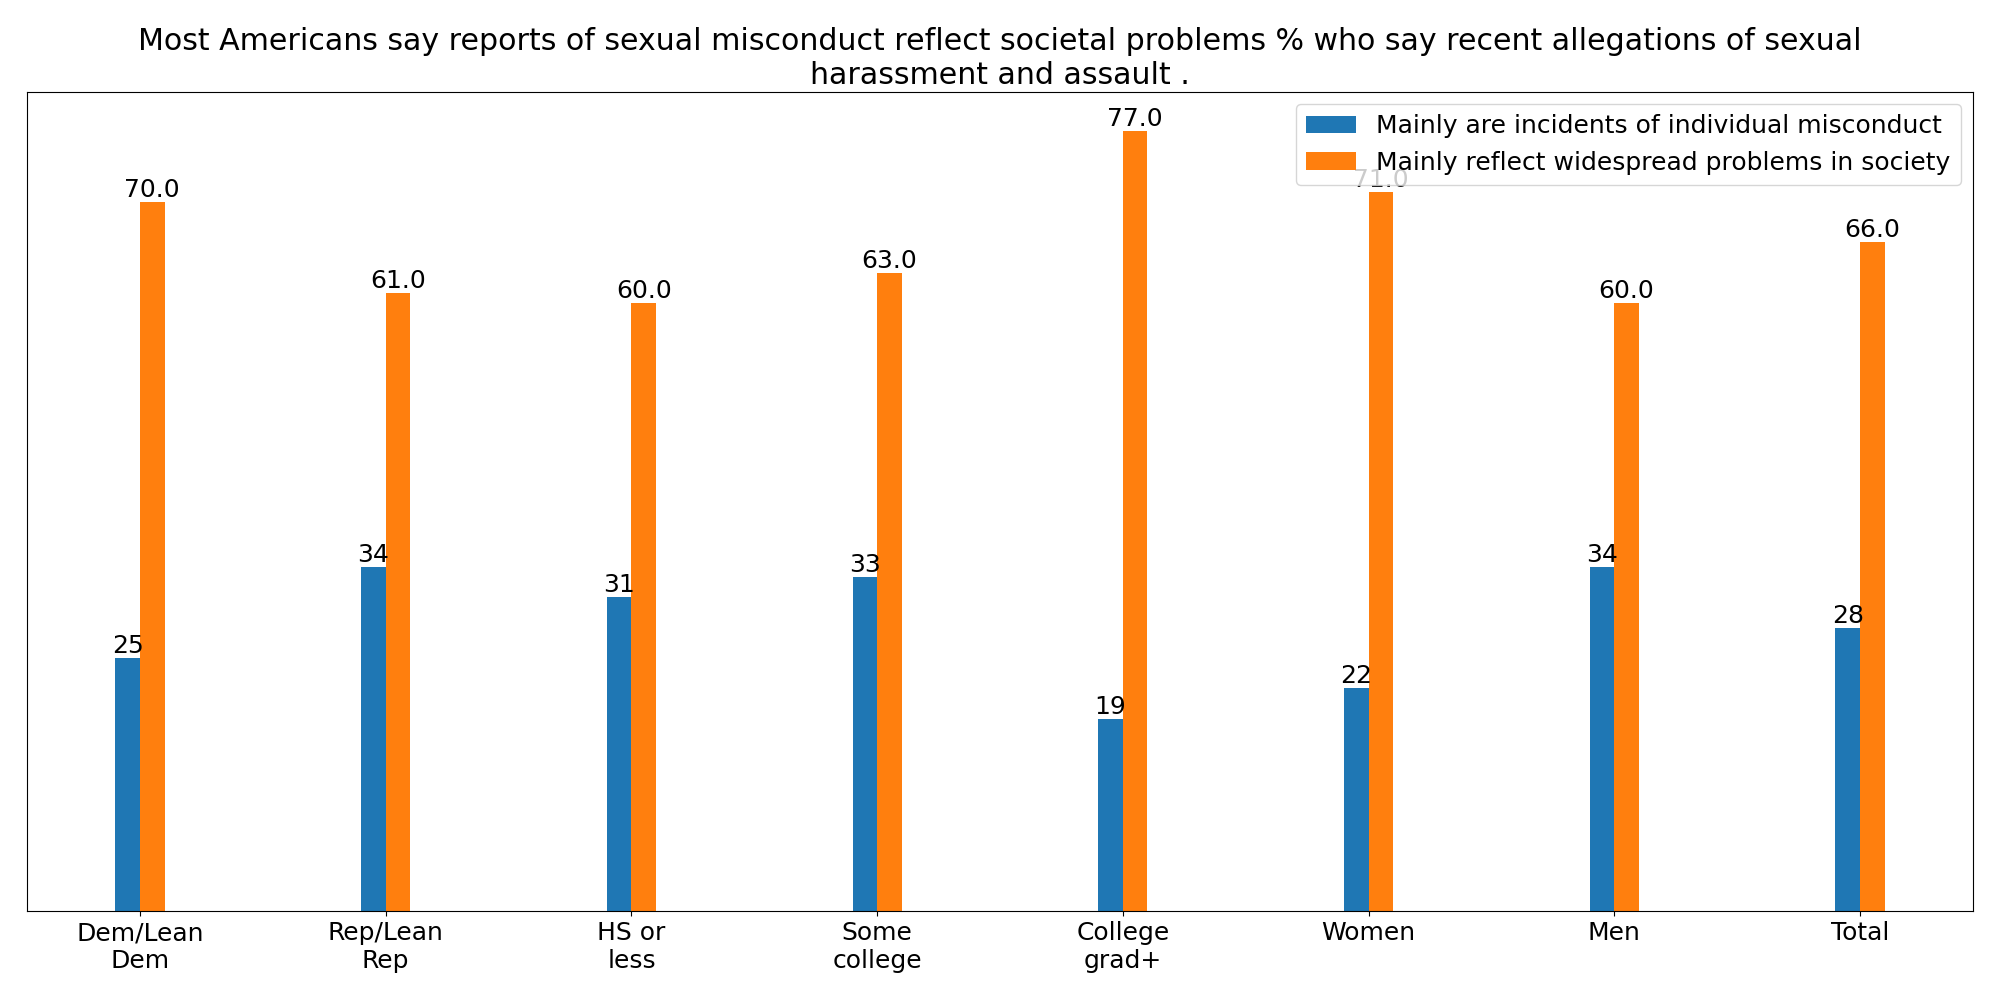 Most Americans say reports of sexual misconduct reflect societal problems % who say recent allegations of sexual
harassment and assault .
Mainly are incidents of individual misconduct
Mainly reflect widespread problems in society
70.0
61.0
60.0
63.0
77.0
71.0
60.0
66.0
25
34
31
33
19
22
34
28
Dem/Lean
Dem
Rep/Lean
Rep
HS or
less
Some
college
College
grad+
Women
Men
Total